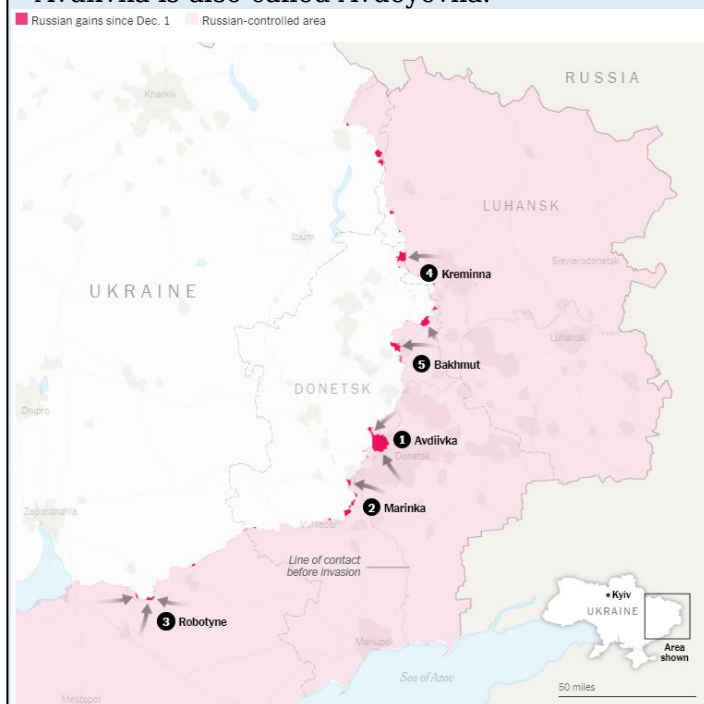 Avdiivka is also called Avdeyevka.
Russian gains since Dec. 1
Russian-controlled area
RUSSIA
Kharkiv
LUHANSK
Izium
4 Kreminna
Sievierodonetsk
UKRAINE
Luhansk
5 Bakhmut
DONETSK
Dnipro
1 Avdiivka
Donetsk
2 Marinka
Zaporizhzhia
Vuhledar
Line of contact
before invasion
3 Robotyne
Kyiv
UKRAINE
Area
shown
Mariupol
Sea of Azov
50 miles
Melitopol